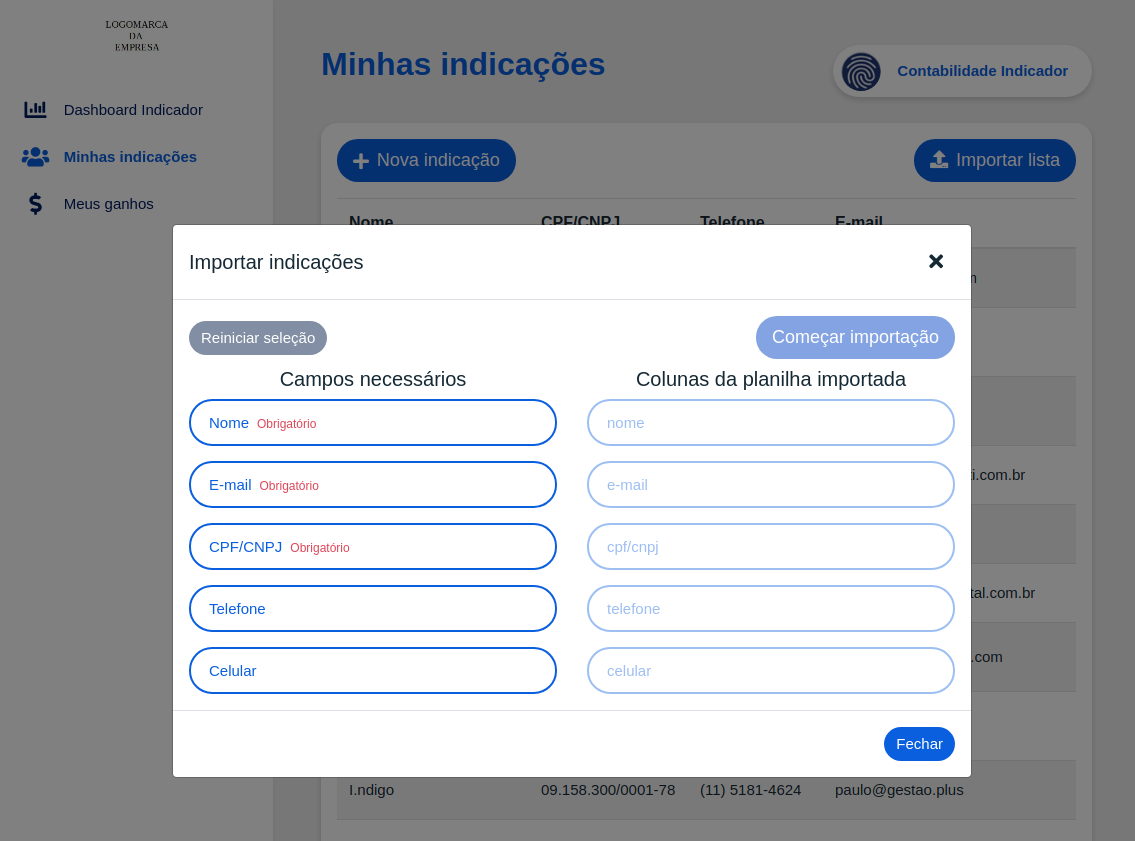 LOGOMARCA
DA
EMPRESA
Dashboard Indicador
Minhas indicações
Meus ganhos
Minhas indicações
Contabilidade Indicador
Nova indicação
Importar lista
Nome CPF/CNPJ Telefone E-mail
Importar indicações
Reiniciar seleção
Começar importação
Campos necessários
Colunas da planilha importada
Nome Obrigatório
nome
E-mail Obrigatório
e-mail
CPF/CNPJ Obrigatório
cpf/cnpj
Telefone
telefone
Celular
celular
.com.br
tal.com.br
.com
Fechar
I.ndigo 09.158.300/0001-78 (11) 5181-4624 paulo@gestao.plus